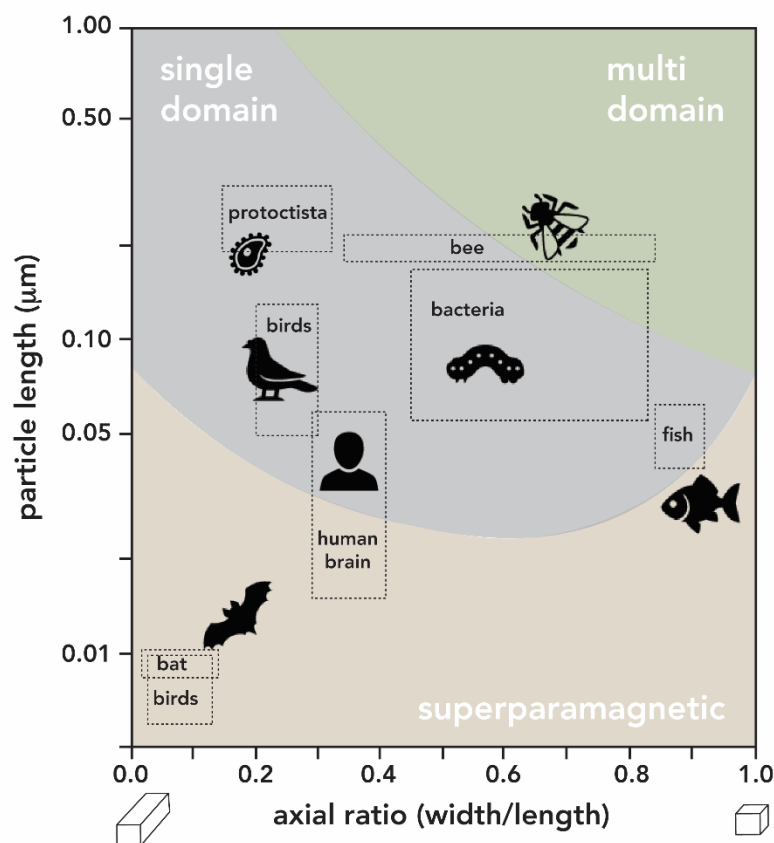 1.00
single
domain
multi
domain
0.50
protoctista
bee
bacteria
birds
0.10
0.05
fish
human
brain
0.01
bat
birds
superparamagnetic
particle length (μm)
0.0
0.2
0.4
0.6
0.8
1.0
axial ratio (width/length)